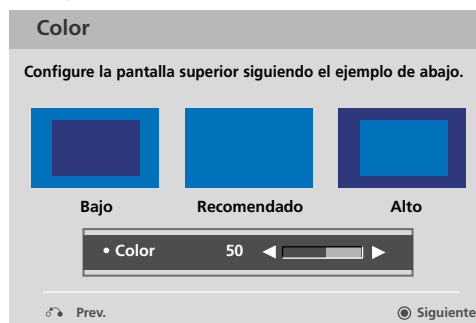 Color
Configure la pantalla superior siguiendo el ejemplo de abajo.
Bajo Recomendado Alto
• Color 50
Prev. Siguiente